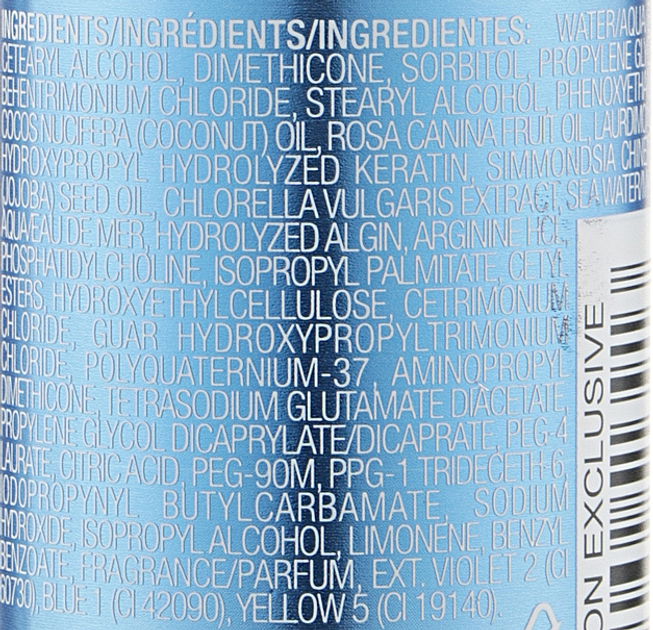 INGREDIENTS/INGRÉDIENTS/INGREDIENTES: WATER/AQUA
CETEARYL ALCOHOL, DIMETHICONE, SORBITOL, PROPYLENE GL
BEHENTRIMONIUM CHLORIDE, STEARYL ALCOHOL, PHENOXYETH
COCOS NUCIFERA (COCONUT) OIL, ROSA CANINA FRUIT OIL, LAURDIMO
HYDROXYPROPYL HYDROLYZED KERATIN, SIMMONDSIA CHINE
(JOJOBA) SEED OIL, CHLORELLA VULGARIS EXTRACT, SEA WATER/M
AQUA/EAU DE MER, HYDROLYZED ALGIN, ARGININE HCL,
PHOSPHATIDYLCHOLINE, ISOPROPYL PALMITATE, CETYL
ESTERS, HYDROXYETHYLCELLULOSE, CETRIMONIUM
CHLORIDE, GUAR HYDROXYPROPYLTRIMONIUM
CHLORIDE, POLYQUATERNIUM-37, AMINOPROPYL
DIMETHICONE, TETRASODIUM GLUTAMATE DIACETATE,
PROPYLENE GLYCOL DICAPRYLATE/DICAPRATE, PEG-4
LAURATE, CITRIC ACID, PEG-90M, PPG-1 TRIDECETH-6,
IODOPROPYNYL BUTYLCARBAMATE, SODIUM
HYDROXIDE, ISOPROPYL ALCOHOL, LIMONENE, BENZYL
BENZOATE, FRAGRANCE/PARFUM, EXT. VIOLET 2 (CI
60730), BLUE 1 (CI 42090), YELLOW 5 (CI 19140).
ON EXCLUSIVE